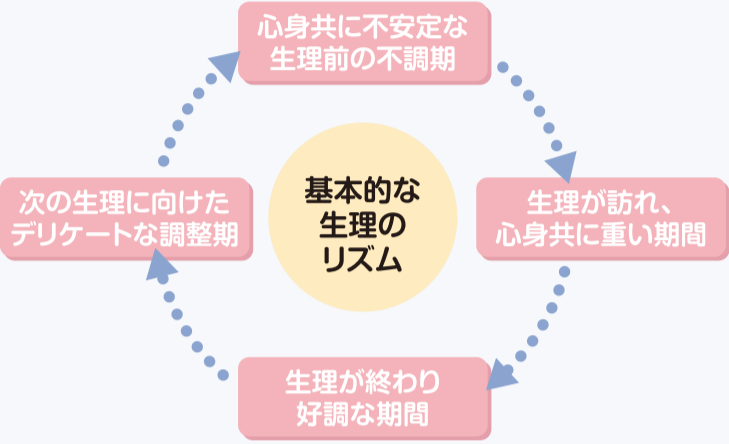 心身共に不安定な
生理前の不調期
生理が訪れ、
心身共に重い期間
生理が終わり
好調な期間
次の生理に向けた
デリケートな調整期
基本的な
生理の
リズム